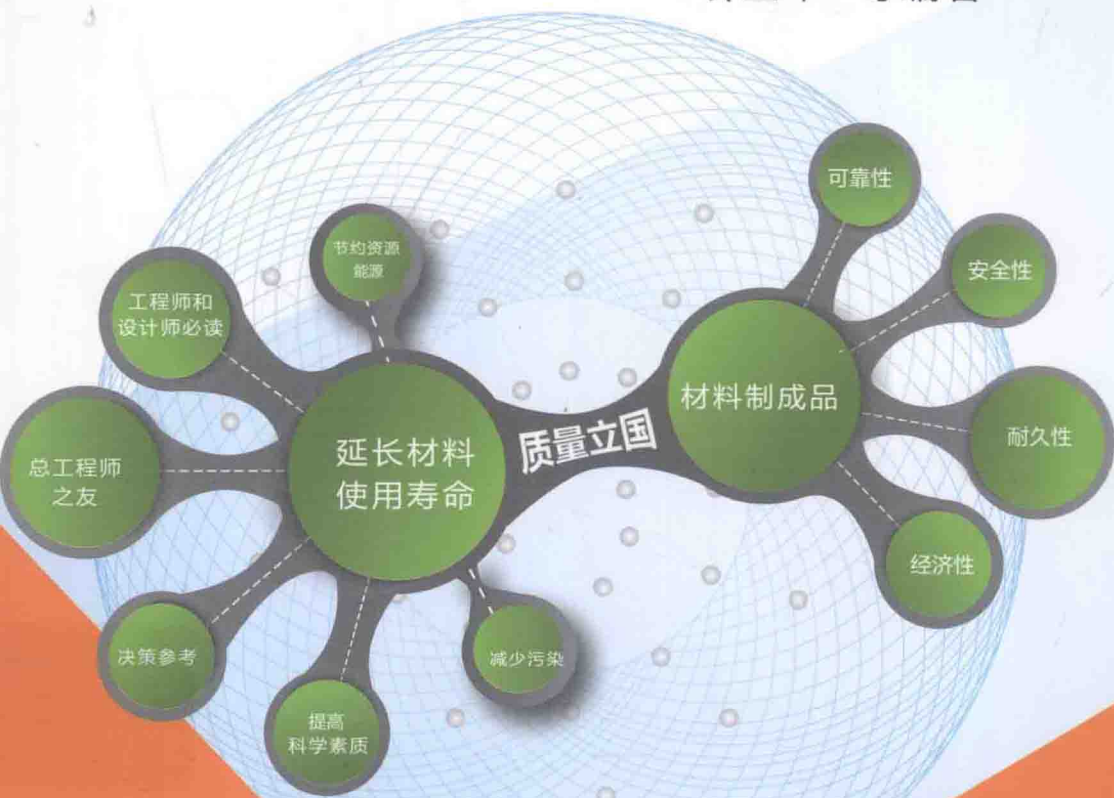 可靠性
节约资源
能源
安全性
工程师和
设计师必读
材料制成品
质量立国
耐久性
延长材料
使用寿命
总工程师
之友
经济性
决策参考
减少污染
提高
科学素质